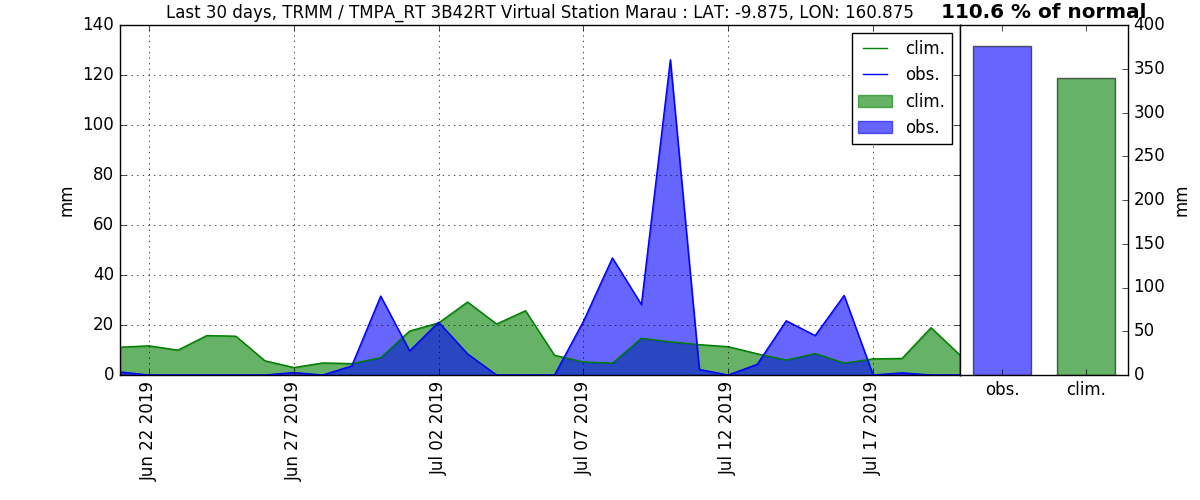 Last 30 days, TRMM / TMPA_RT 3B42RT Virtual Station Marau : LAT: -9.875, LON: 160.875
110.6 % of normal
140
120
100
80
60
40
20
0
mm
clim.
obs.
clim.
obs.
Jun 22 2019
Jun 27 2019
Jul 02 2019
Jul 07 2019
Jul 12 2019
Jul 17 2019
400
350
300
250
200
150
100
50
0
mm
obs.
clim.